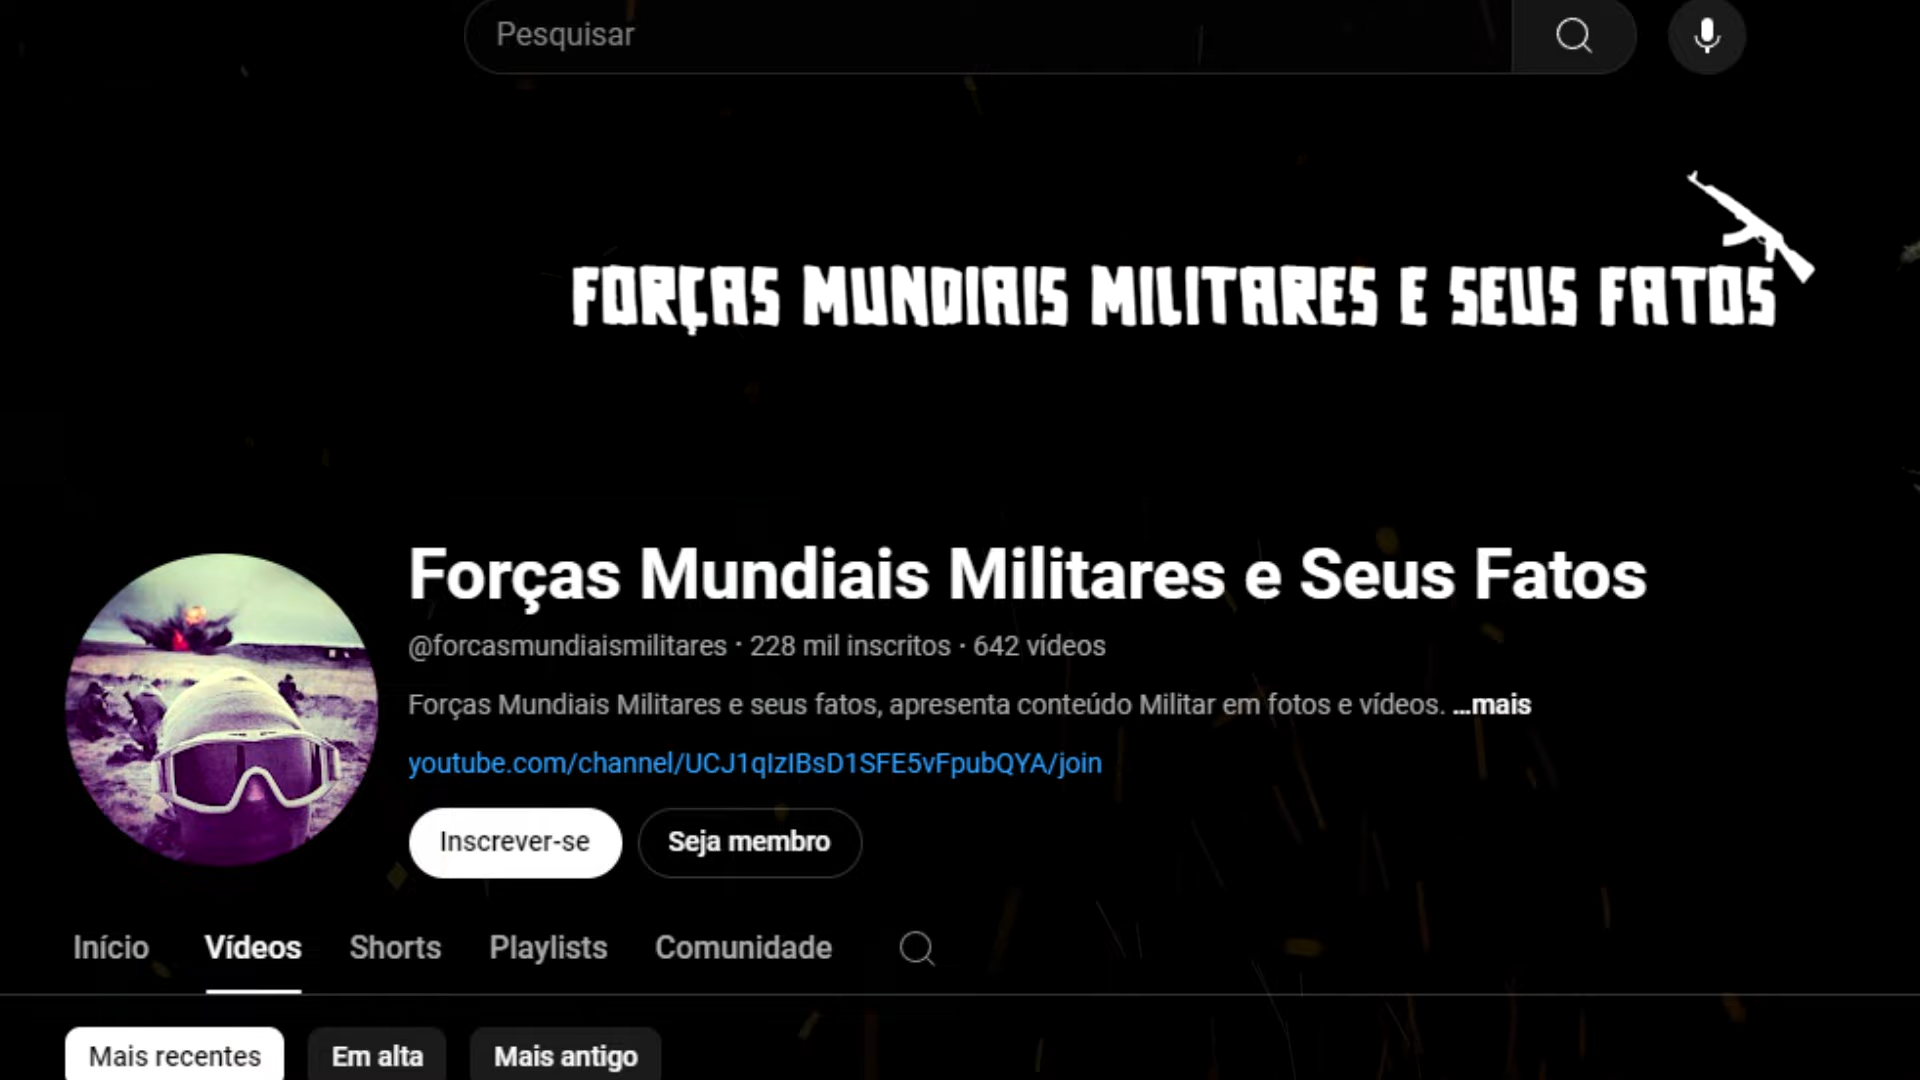 Pesquisar
FORÇAS MUNDIAIS MILITARES E SEUS FATOS
Forças Mundiais Militares e Seus Fatos
@forcasmundiaismilitares · 228 mil inscritos · 642 vídeos
Forças Mundiais Militares e seus fatos, apresenta conteúdo Militar em fotos e vídeos. ...mais
youtube.com/channel/UCJ1qIzIBsD1SFE5vFpubQYA/join
Inscrever-se Seja membro
Início Vídeos Shorts Playlists Comunidade
Mais recentes Em alta Mais antigo